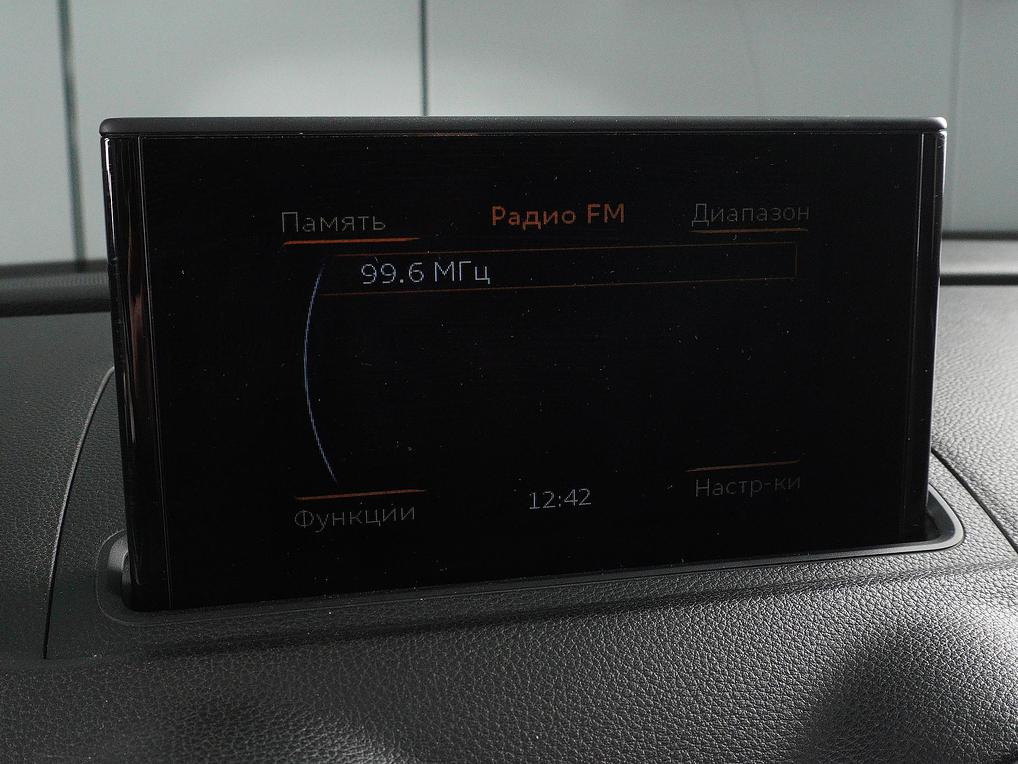 Память Радио FM Диапазон
99.6 МГц
Функции 12:42 Настр-ки